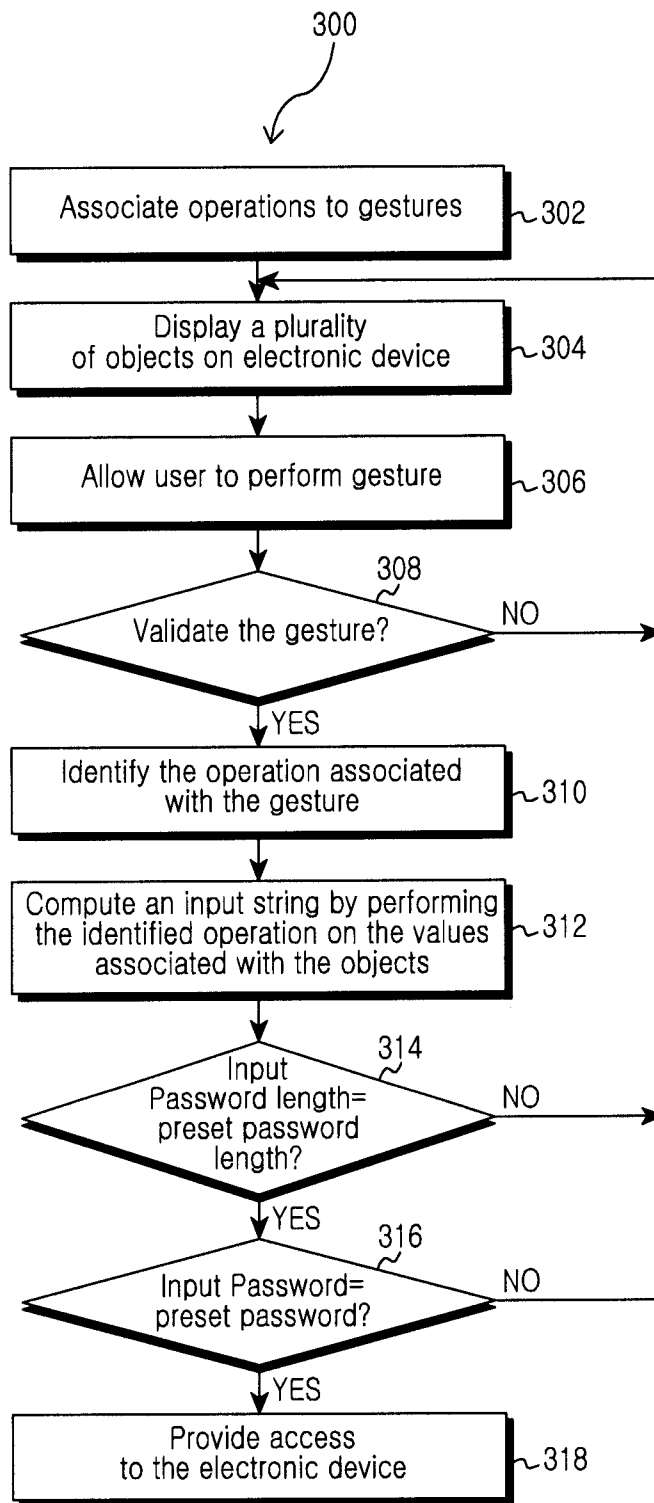 300
Associate operations to gestures
302
Display a plurality
of objects on electronic device
304
Allow user to perform gesture
306
308
Validate the gesture?
NO
YES
Identify the operation associated
with the gesture
310
Compute an input string by performing
the identified operation on the values
associated with the objects
312
314
Input
Password length=
preset password
length?
NO
YES
316
Input Password=
preset password?
NO
YES
Provide access
to the electronic device
318